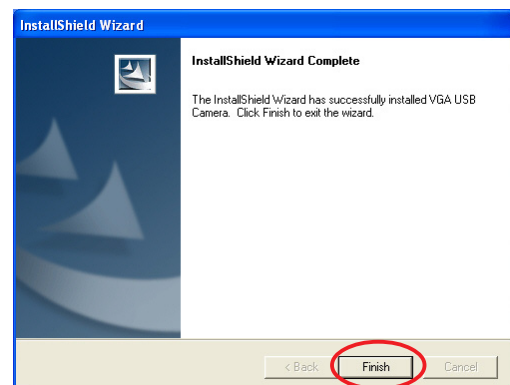 InstallShield Wizard
InstallShield Wizard Complete
The InstallShield Wizard has successfully installed VGA USB
Camera. Click Finish to exit the wizard.
< Back Finish Cancel